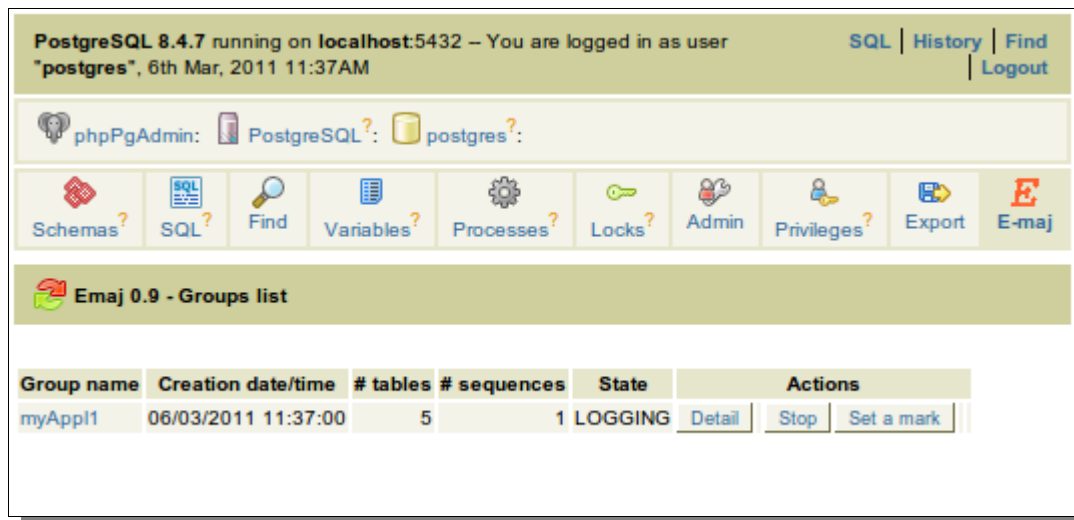 PostgreSQL 8.4.7 running on localhost:5432 -- You are logged in as user SQL | History | Find
"postgres", 6th Mar, 2011 11:37AM | Logout
phpPgAdmin: PostgreSQL?: postgres?:
Schemas? SQL? Find Variables? Processes? Locks? Admin Privileges? Export E-maj
Emaj 0.9 - Groups list
Group name Creation date/time # tables # sequences State Actions
myAppl1 06/03/2011 11:37:00 5 1 LOGGING Detail Stop Set a mark